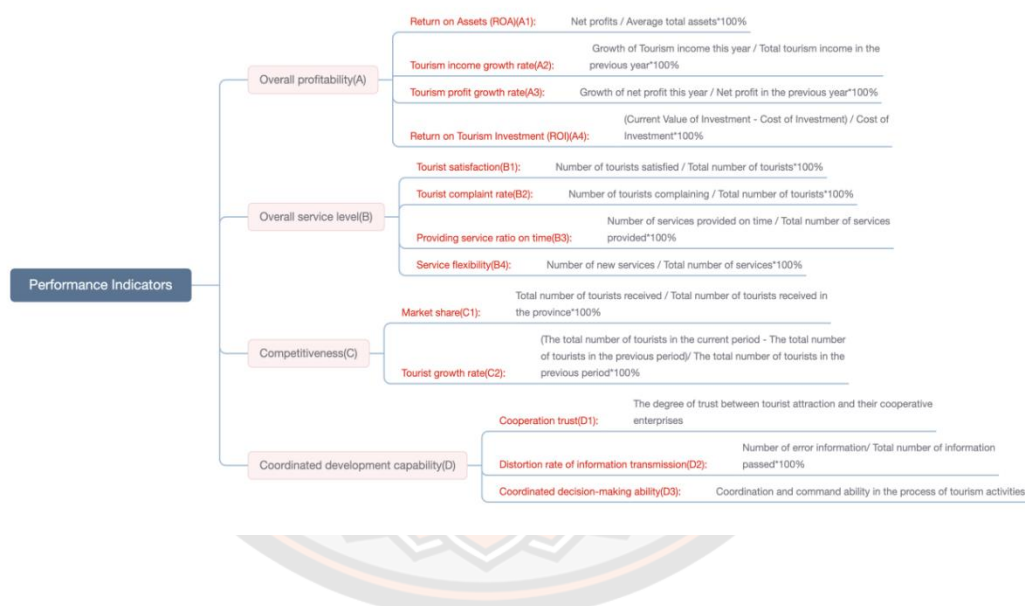 Performance Indicators
Overall profitability(A)
Return on Assets (ROA)(A1):
Net profits / Average total assets*100%
Tourism income growth rate(A2):
Growth of Tourism income this year / Total tourism income in the
previous year*100%
Tourism profit growth rate(A3):
Growth of net profit this year / Net profit in the previous year*100%
Return on Tourism Investment (ROI)(A4):
(Current Value of Investment - Cost of Investment) / Cost of
Investment*100%
Overall service level(B)
Tourist satisfaction(B1):
Number of tourists satisfied / Total number of tourists*100%
Tourist complaint rate(B2):
Number of tourists complaining / Total number of tourists*100%
Providing service ratio on time(B3):
Number of services provided on time / Total number of services
provided*100%
Service flexibility(B4):
Number of new services / Total number of services*100%
Competitiveness(C)
Market share(C1):
Total number of tourists received / Total number of tourists received in
the province*100%
Tourist growth rate(C2):
(The total number of tourists in the current period - The total number
of tourists in the previous period)/ The total number of tourists in the
previous period*100%
Coordinated development capability(D)
Cooperation trust(D1):
The degree of trust between tourist attraction and their cooperative
enterprises
Distortion rate of information transmission(D2):
Number of error information/ Total number of information
passed*100%
Coordinated decision-making ability(D3):
Coordination and command ability in the process of tourism activities